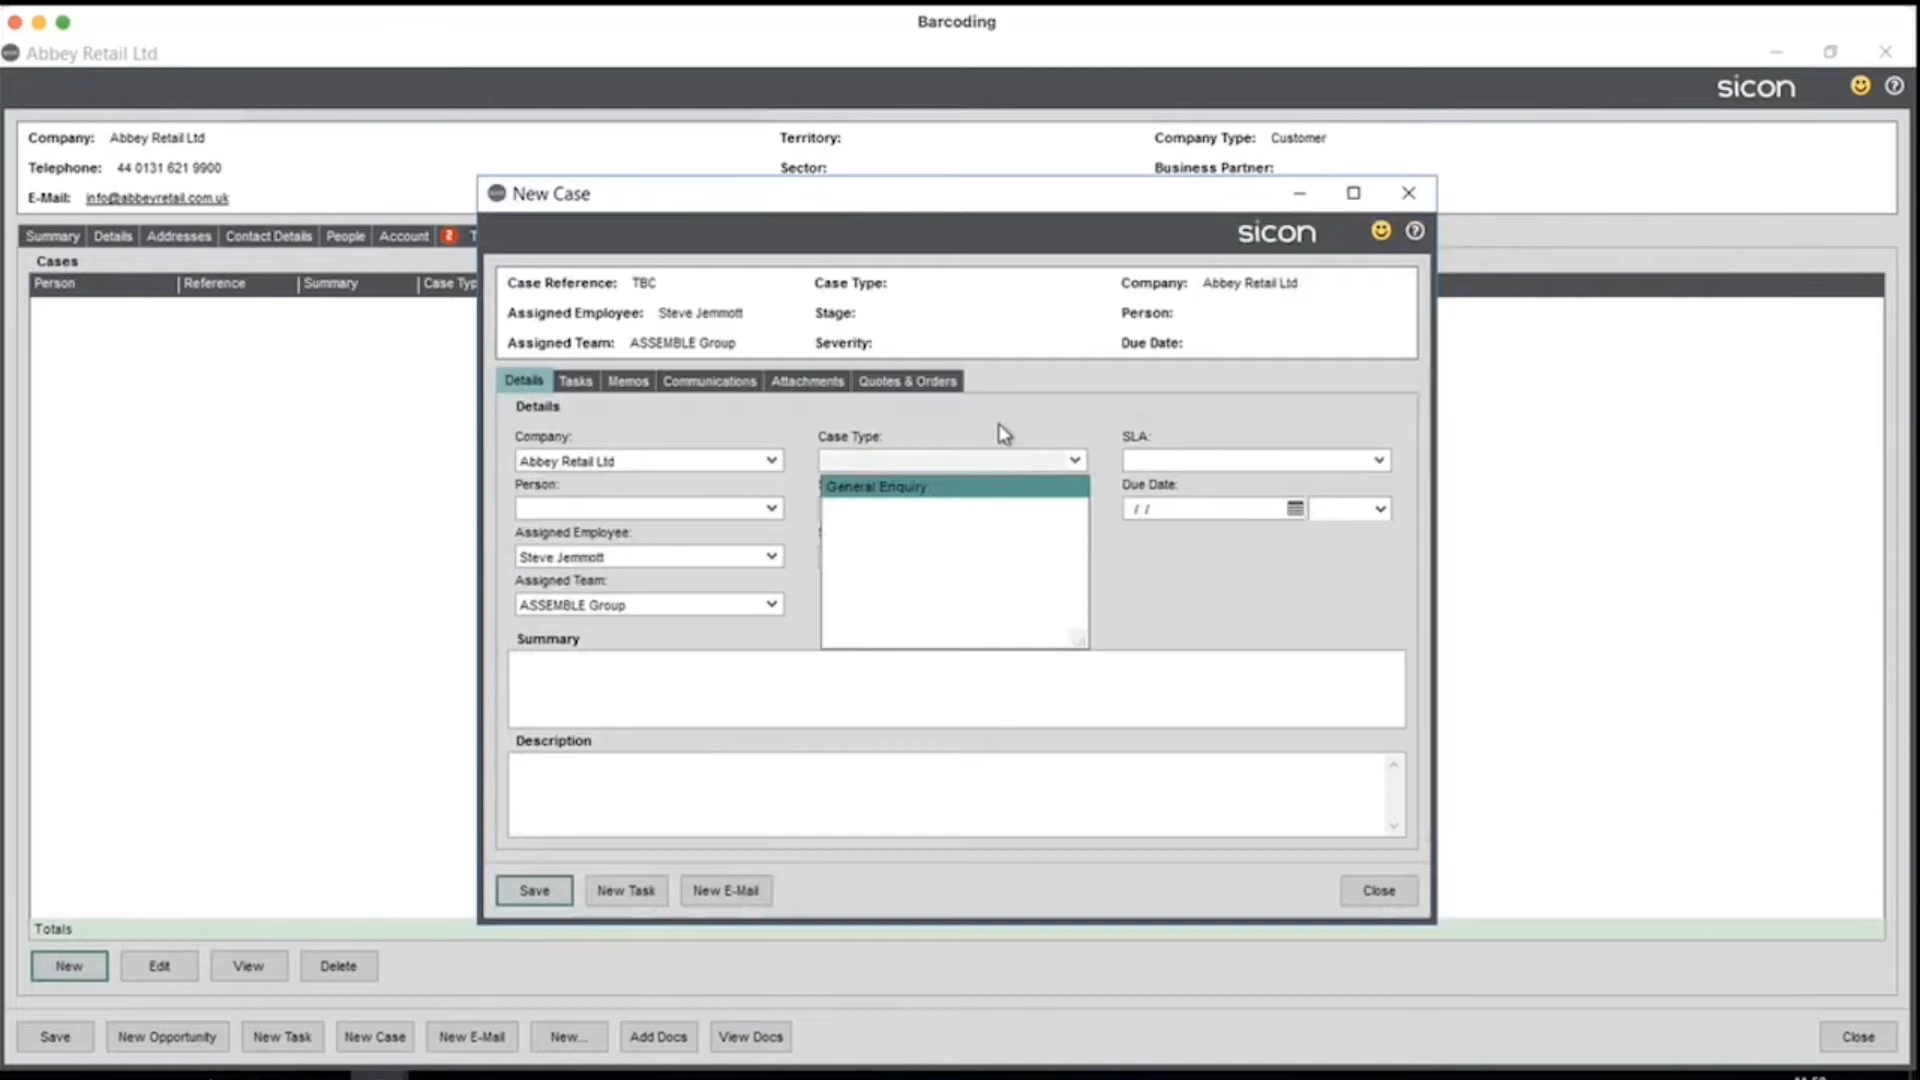 Barcoding
Abbey Retail Ltd
sicon
Company: Abbey Retail Ltd
Territory:
Company Type: Customer
Telephone: 44 0131 621 9900
Sector:
Business Partner:
E-Mail: info@abbeyretail.com.uk
Summary Details Addresses Contact Details People Account 2
Cases
Person Reference Summary Case Typ
New Case
sicon
Case Reference: TBC
Case Type:
Company: Abbey Retail Ltd
Assigned Employee: Steve Jemmott
Stage:
Person:
Assigned Team: ASSEMBLE Group
Severity:
Due Date:
Details Tasks Memos Communications Attachments Quotes & Orders
Details
Company:
Case Type:
SLA:
Abbey Retail Ltd
Person:
General Enquiry
Due Date:
/ /
Assigned Employee:
Steve Jemmott
Assigned Team:
ASSEMBLE Group
Summary
Description
Save New Task New E-Mail Close
Totals
New Edit View Delete
Save New Opportunity New Task New Case New E-Mail New... Add Docs View Docs Close